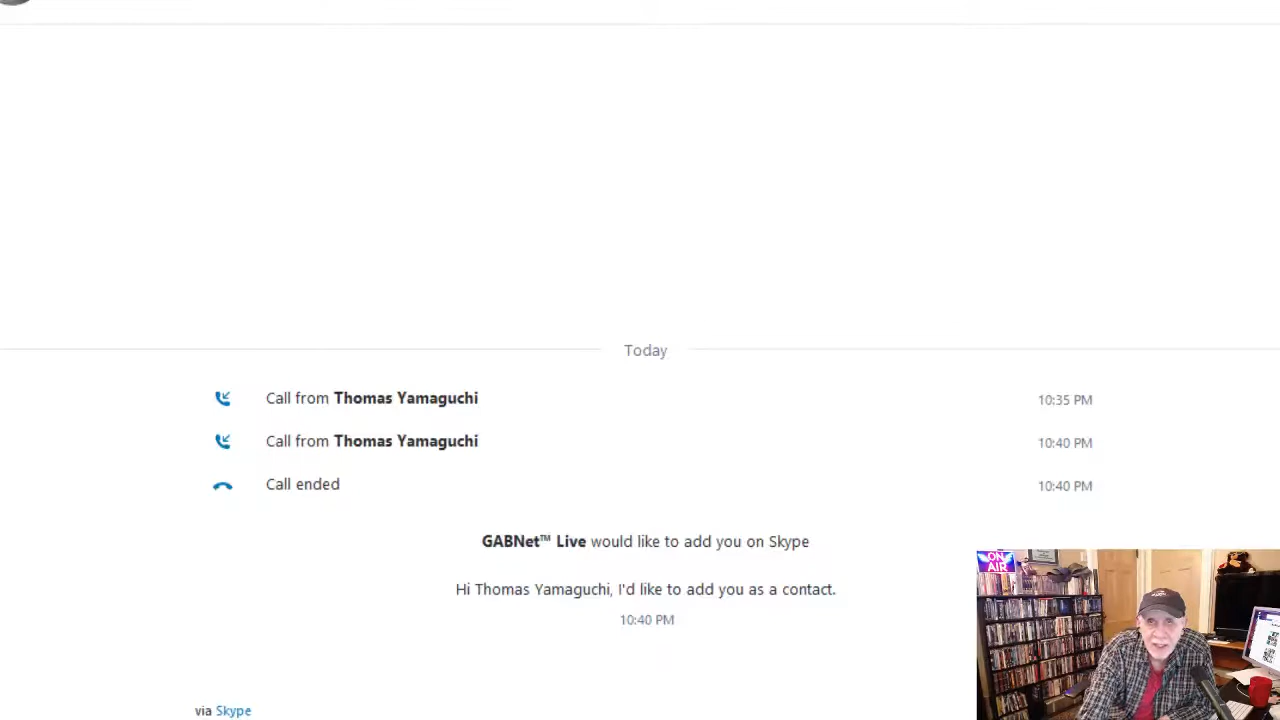 Today
Call from Thomas Yamaguchi 10:35 PM
Call from Thomas Yamaguchi 10:40 PM
Call ended 10:40 PM
GABNet™ Live would like to add you on Skype
Hi Thomas Yamaguchi, I'd like to add you as a contact.
10:40 PM
ON
AIR
via Skype